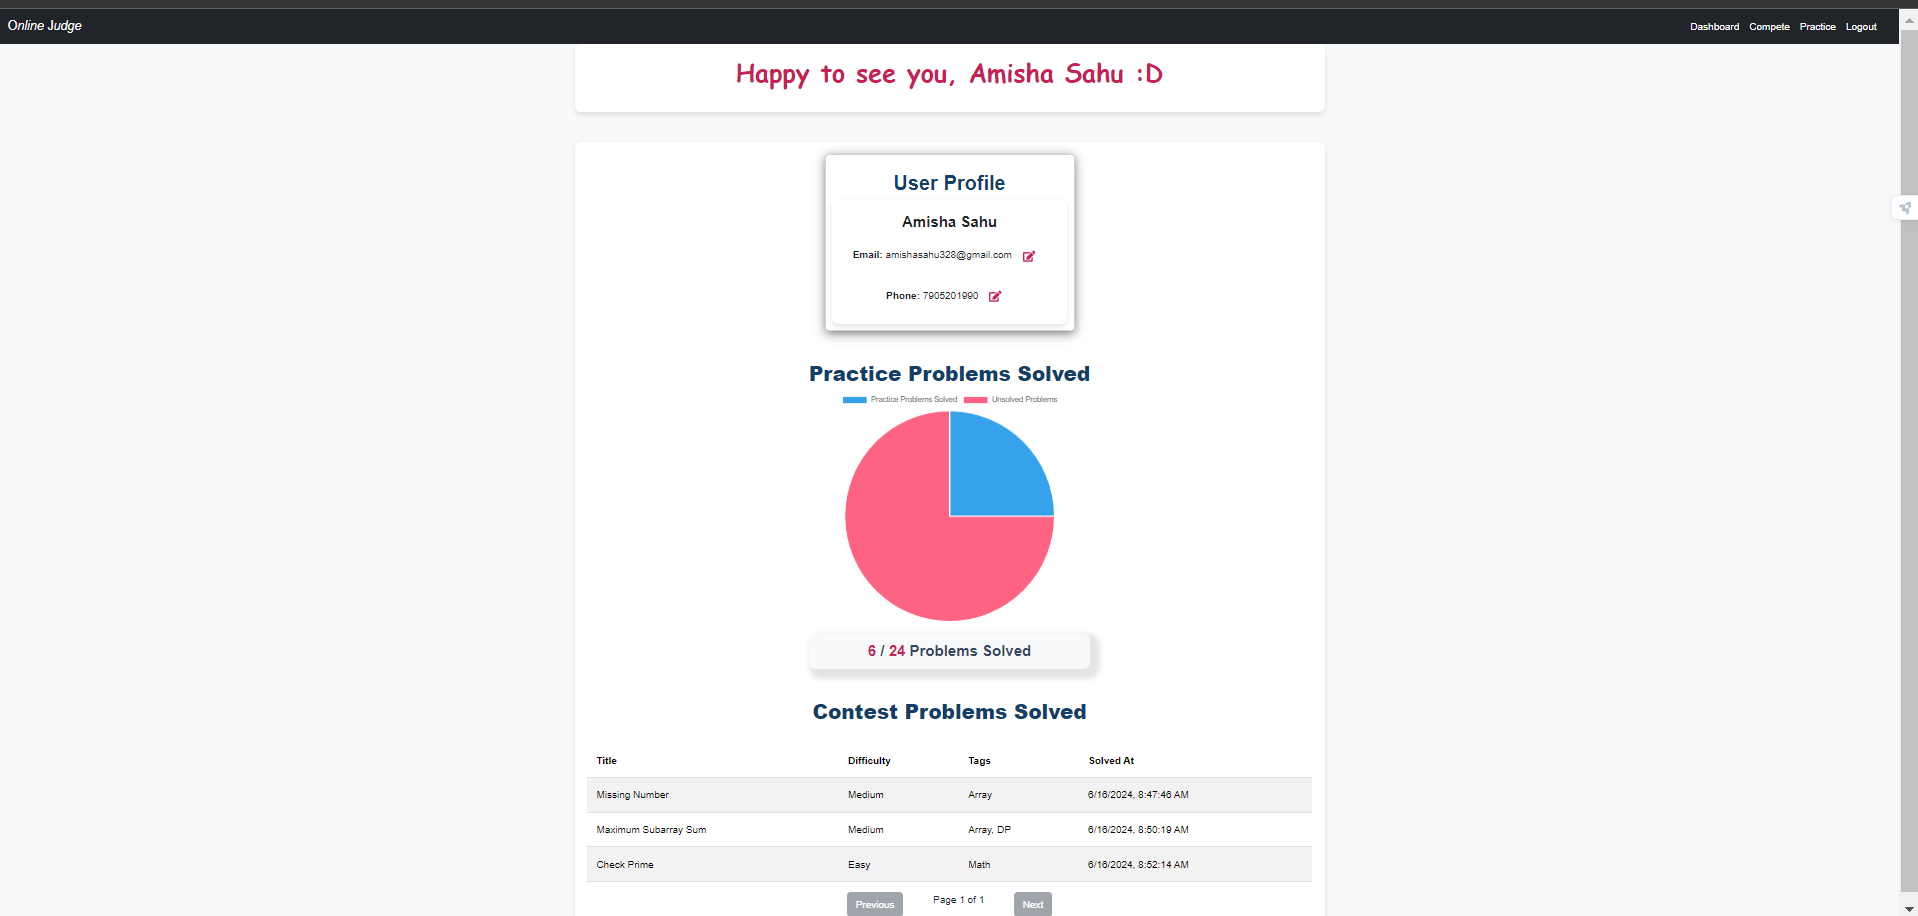 Online Judge
Dashboard Compete Practice Logout
Happy to see you, Amisha Sahu :D
User Profile
Amisha Sahu
Email: amishasahu328@gmail.com
Phone: 7905201990
Practice Problems Solved
Practice Problems Solved Unsolved Problems
6 / 24 Problems Solved
Contest Problems Solved
Title Difficulty Tags Solved At
Missing Number Medium Array 6/16/2024, 8:47:46 AM
Maximum Subarray Sum Medium Array, DP 6/16/2024, 8:50:19 AM
Check Prime Easy Math 6/16/2024, 8:52:14 AM
Previous Page 1 of 1 Next